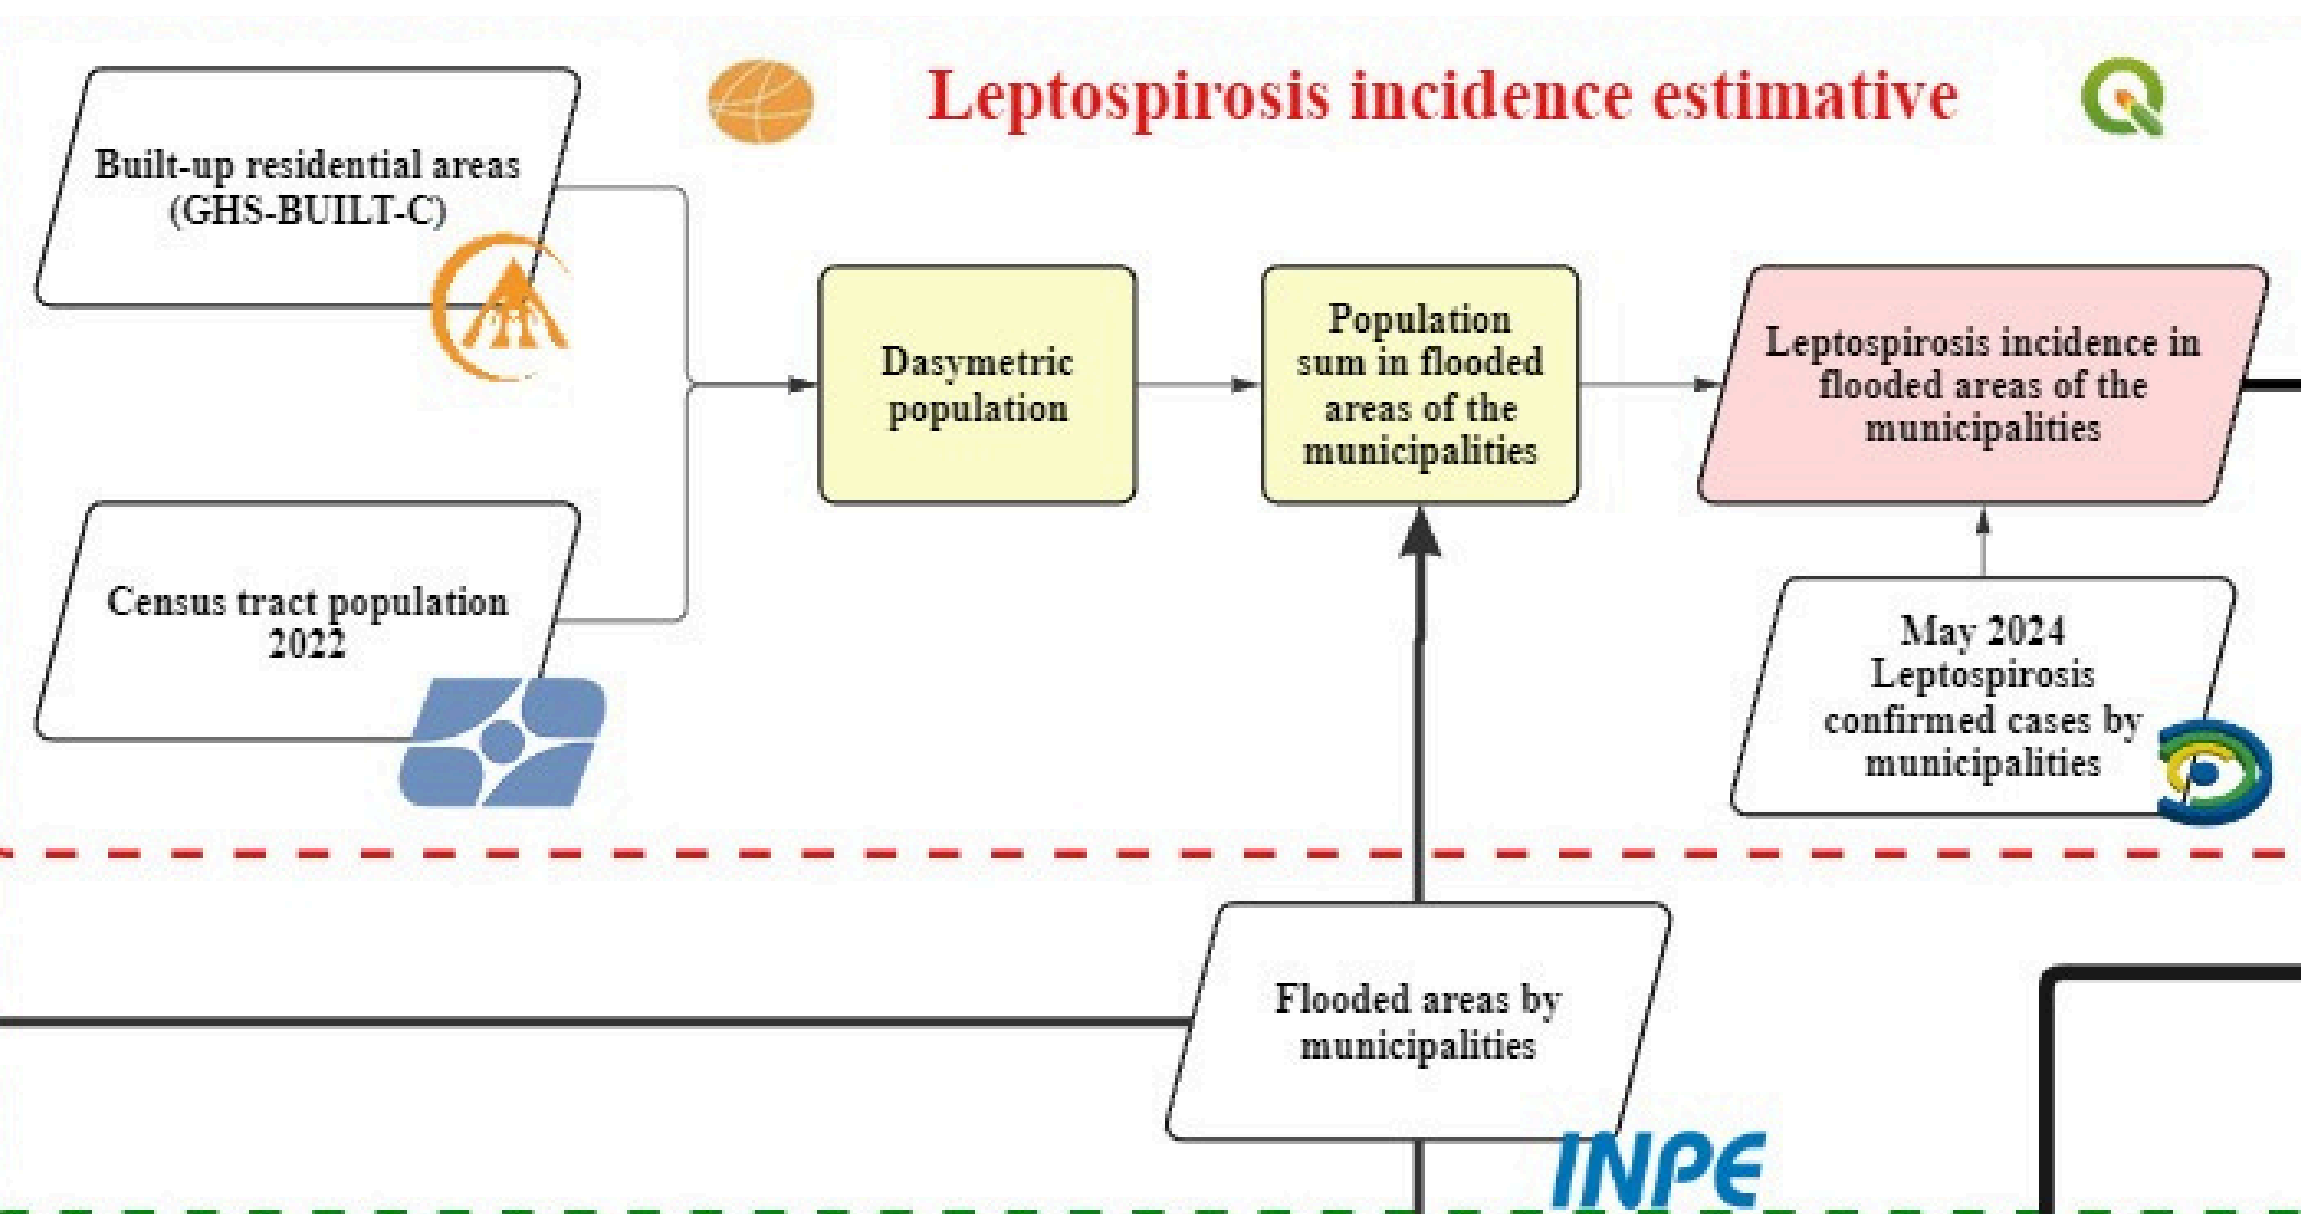 Leptospirosis incidence estimative
Built-up residential areas
(GHS-BUILT-C)
Census tract population
2022
Dasymetric
population
Population
sum in flooded
areas of the
municipalities
Leptospirosis incidence in
flooded areas of the
municipalities
May 2024
Leptospirosis
confirmed cases by
municipalities
Flooded areas by
municipalities
INPE